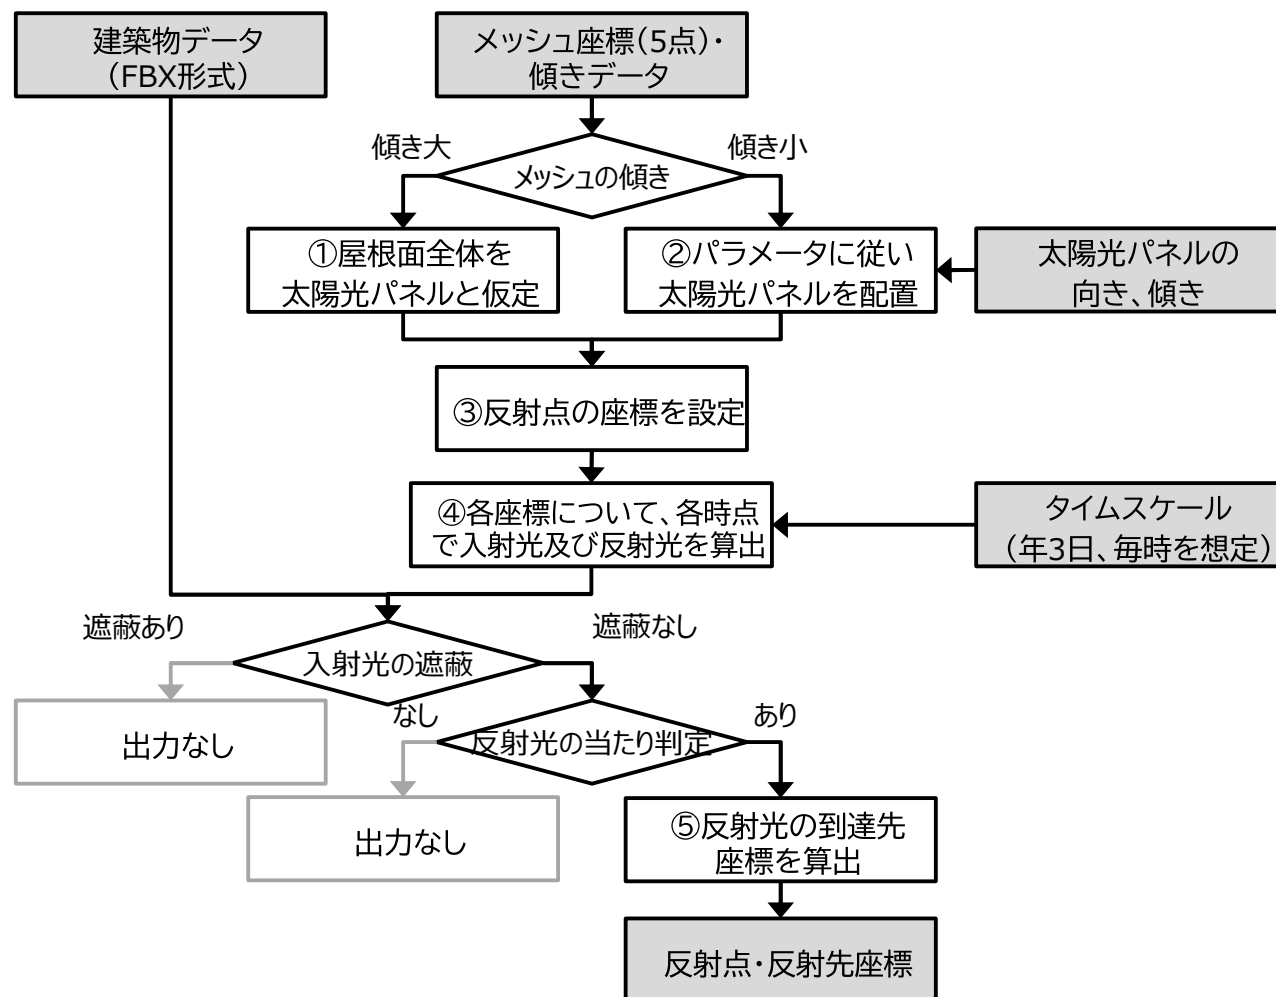 建築物データ
（FBX形式）
メッシュ座標（5点）・
傾きデータ
傾き大
傾き小
メッシュの傾き
①屋根面全体を
太陽光パネルと仮定
②パラメータに従い
太陽光パネルを配置
太陽光パネルの
向き、傾き
③反射点の座標を設定
④各座標について、各時点
で入射光及び反射光を算出
タイムスケール
（年3日、毎時を想定）
遮蔽あり
遮蔽なし
入射光の遮蔽
出力なし
なし
あり
反射光の当たり判定
出力なし
⑤反射光の到達先
座標を算出
反射点・反射先座標